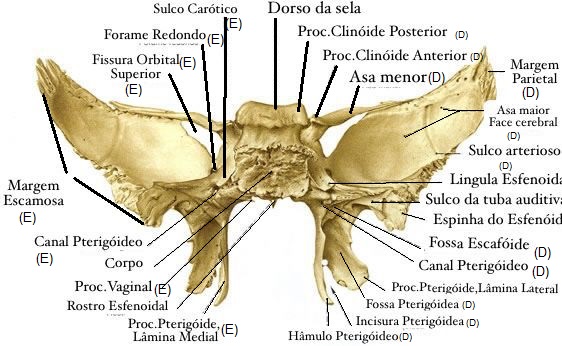 Sulco Carótico
(E)
Dorso da sela
Forame Redondo (E)
Proc.Clinóide Posterior (D)
Fissura Orbital (E)
Superior
(E)
Proc.Clinóide Anterior (D)
Asa menor (D)
Margem
Parietal
(D)
Asa maior
Face cerebral
(D)
Sulco arterioso
(D)
Margem
Escamosa
(E)
Lingula Esfenoida
Sulco da tuba auditiva
Espinha do Esfenóid
Canal Pterigóideo
(E)
Fossa Escafóide (D)
Corpo
Canal Pterigóideo (D)
Proc.Vaginal (E)
Proc.Pterigóide,Lâmina Lateral
Rostro Esfenoidal
Fossa Pterigóidea (D)
Proc.Pterigóide, (E)
Lâmina Medial
Incisura Pterigóidea (D)
Hâmulo Pterigóideo (D)